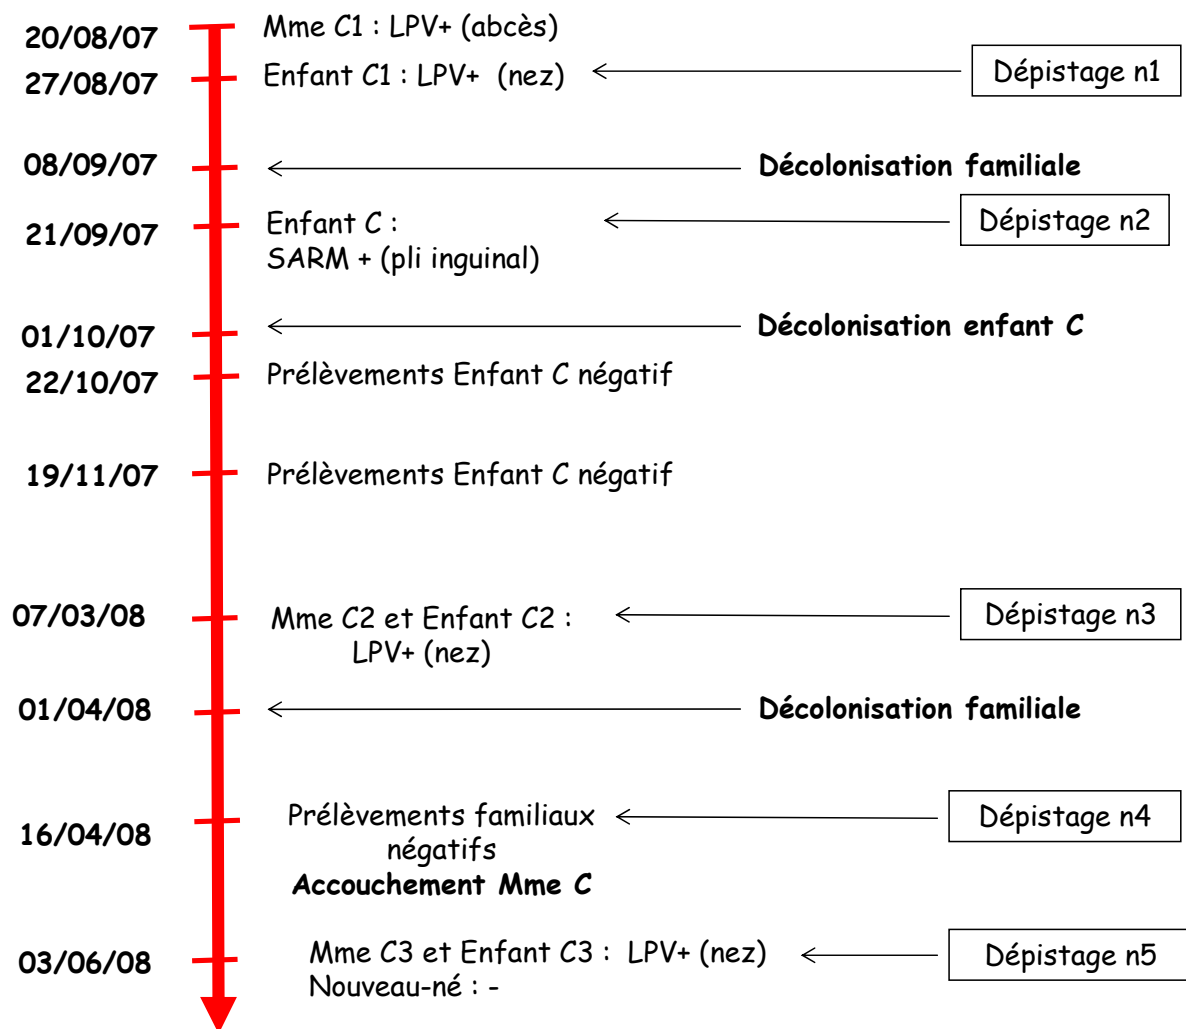 20/08/07 Mme C1 : LPV+ (abcès)
27/08/07 Enfant C1 : LPV+ (nez) Dépistage n1
08/09/07 Décolonisation familiale
21/09/07 Enfant C : Dépistage n2
SARM + (pli inguinal)
01/10/07 Décolonisation enfant C
22/10/07 Prélèvements Enfant C négatif
19/11/07 Prélèvements Enfant C négatif
07/03/08 Mme C2 et Enfant C2 : Dépistage n3
LPV+ (nez)
01/04/08 Décolonisation familiale
16/04/08 Prélèvements familiaux Dépistage n4
négatifs
Accouchement Mme C
03/06/08 Mme C3 et Enfant C3 : LPV+ (nez) Dépistage n5
Nouveau-né : -